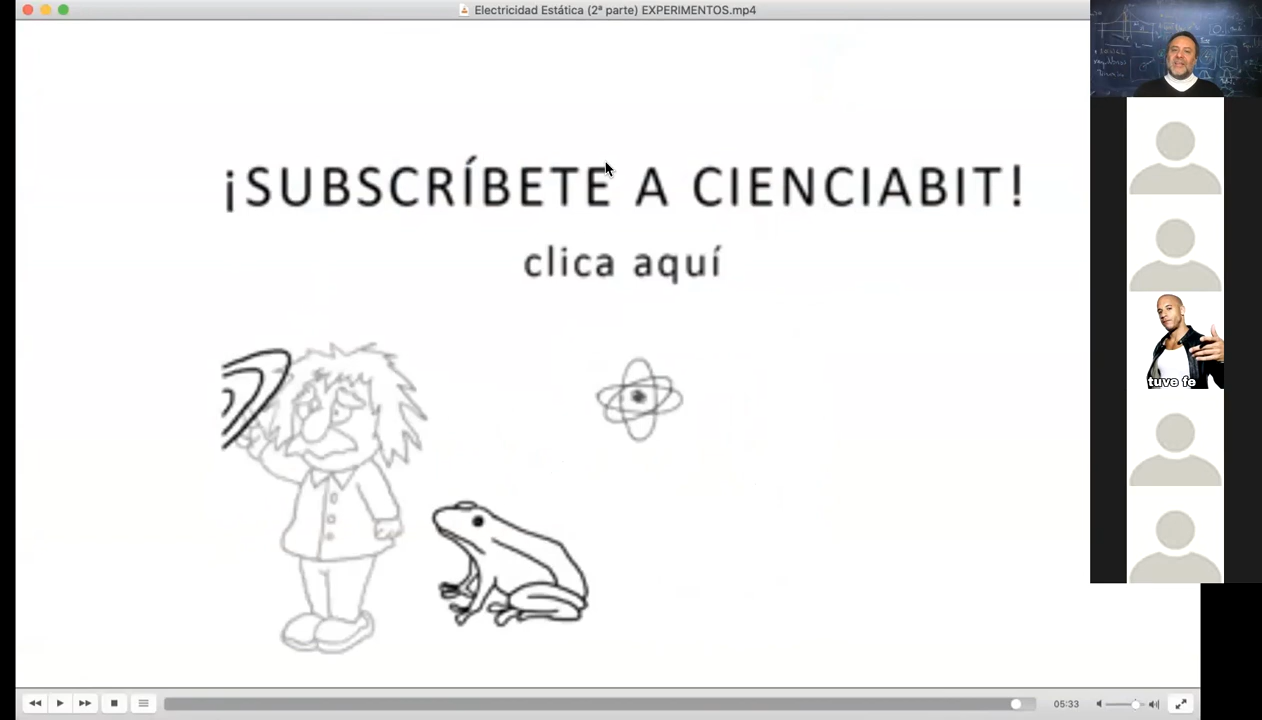 Electricidad Estática (2ª parte) EXPERIMENTOS.mp4
¡SUBSCRÍBETE A CIENCIABIT!
clica aquí
tuve fe
05:33